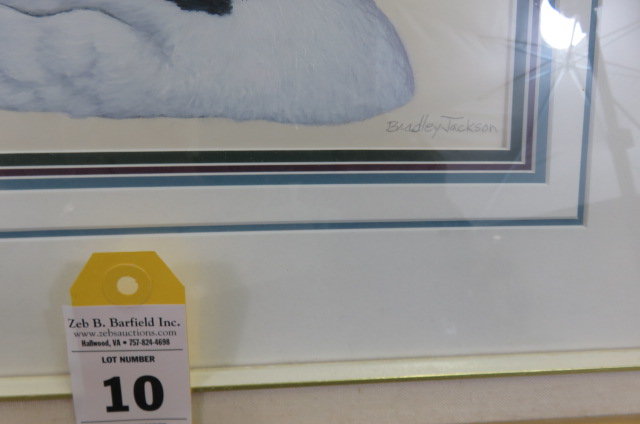 Bradley Jackson
Zeb B. Barfield Inc.
www.zebsauctions.com
Hallwood, VA • 757-824-4698
LOT NUMBER
10